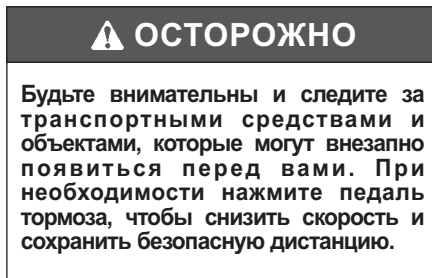 ОСТОРОЖНО
Будьте внимательны и следите за
транспортными средствами и
объектами, которые могут внезапно
появиться перед вами. При
необходимости нажмите педаль
тормоза, чтобы снизить скорость и
сохранить безопасную дистанцию.